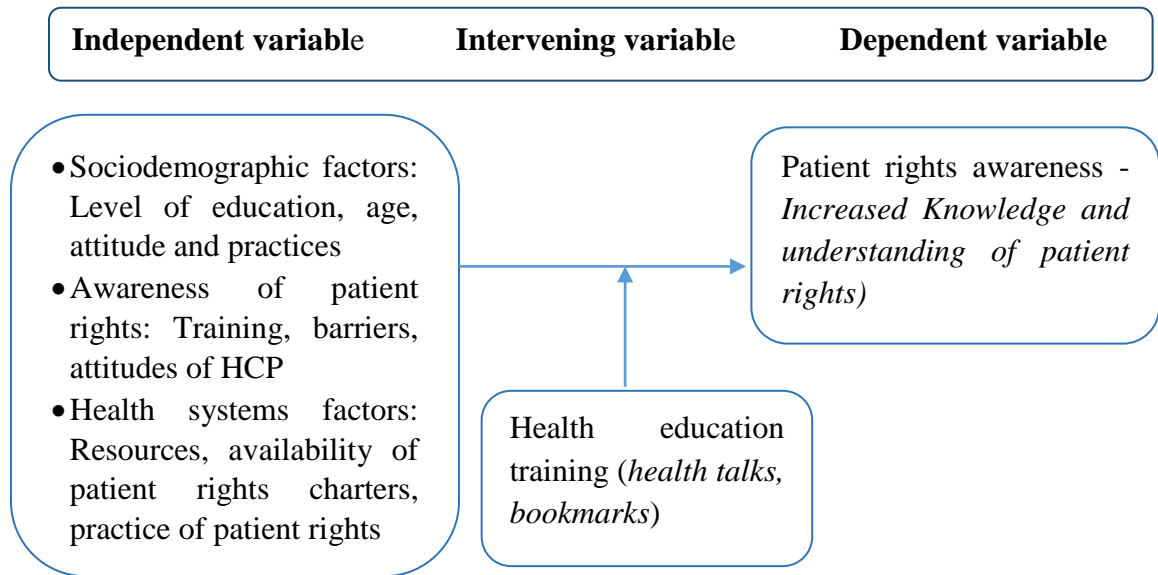 Independent variable Intervening variable Dependent variable
•Sociodemographic factors:
Level of education, age,
attitude and practices
•Awareness of patient
rights: Training, barriers,
attitudes of HCP
•Health systems factors:
Resources, availability of
patient rights charters,
practice of patient rights
Health education
training (health talks,
bookmarks)
Patient rights awareness -
Increased Knowledge and
understanding of patient
rights)